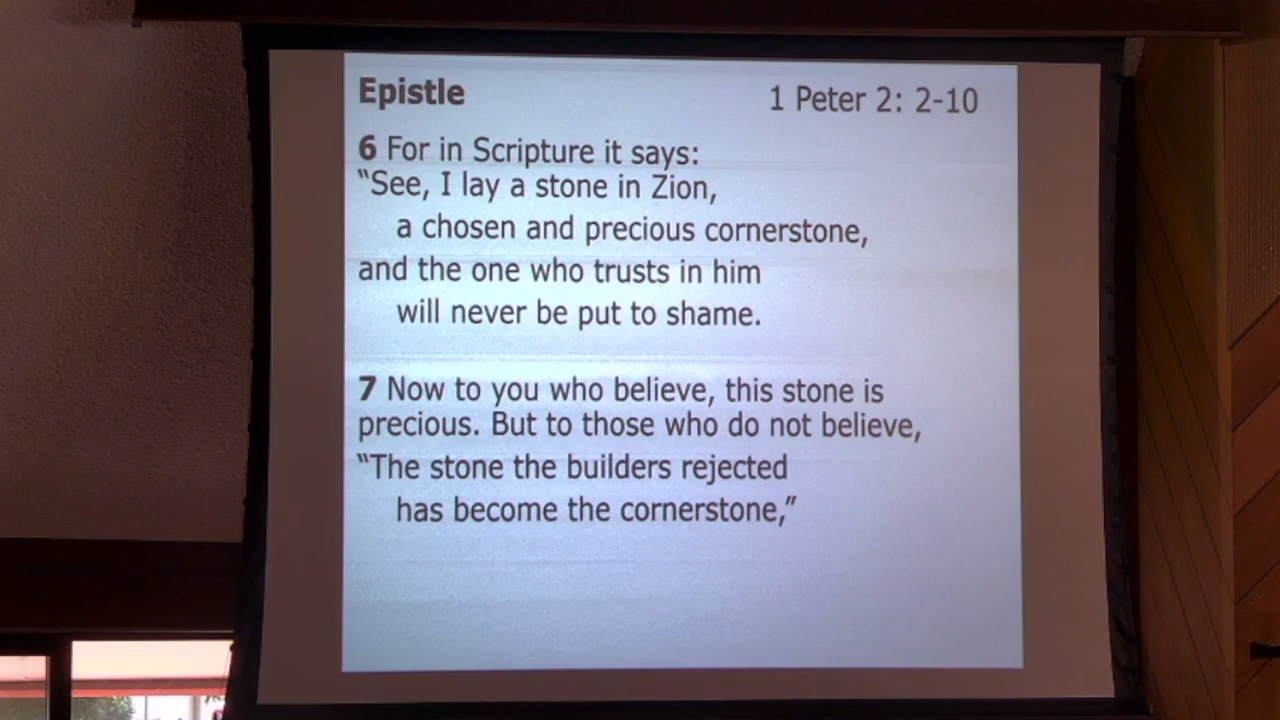 Epistle 1 Peter 2: 2-10
6 For in Scripture it says:
“See, I lay a stone in Zion,
a chosen and precious cornerstone,
and the one who trusts in him
will never be put to shame.
7 Now to you who believe, this stone is
precious. But to those who do not believe,
“The stone the builders rejected
has become the cornerstone,”